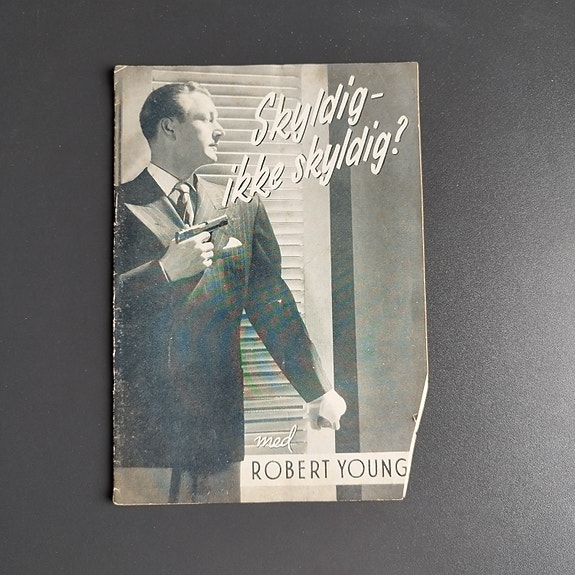 Skyldig-
ikke skyldig?
med
ROBERT YOUNG